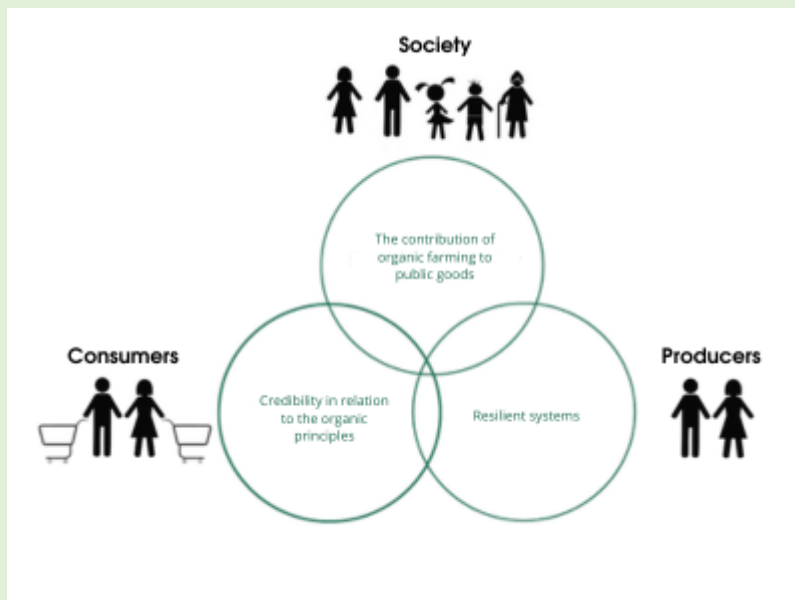 Society
The contribution of
organic farming to
public goods
Consumers
Producers
Credibility in relation
to the organic
principles
Resilient systems